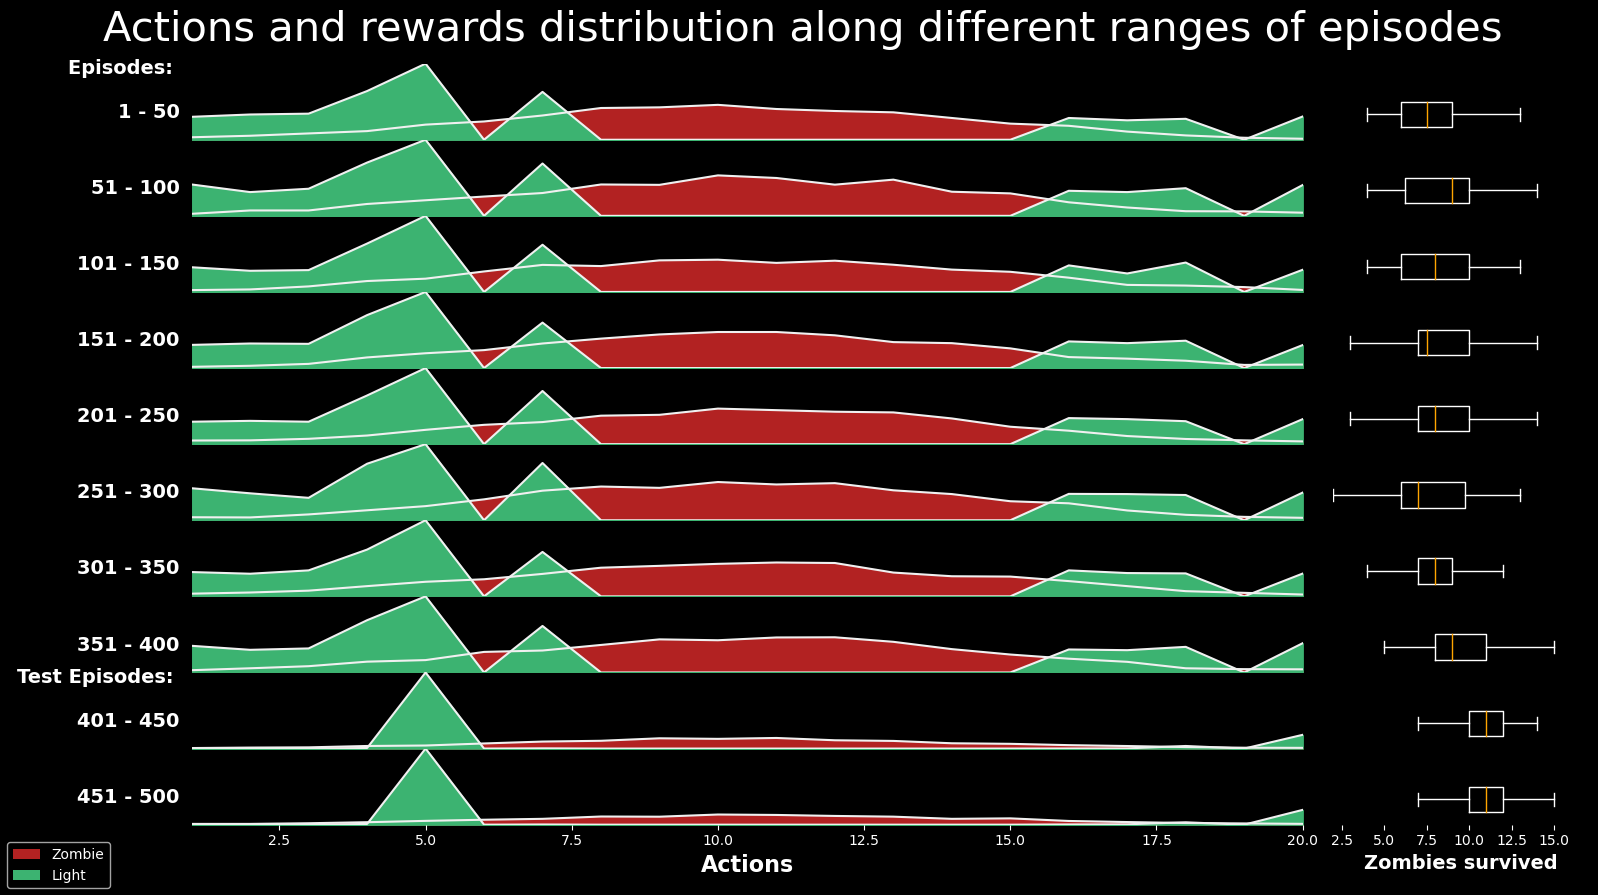 Actions and rewards distribution along different ranges of episodes
Episodes:
1 - 50
51 - 100
101 - 150
151 - 200
201 - 250
251 - 300
301 - 350
351 - 400
Test Episodes:
401 - 450
451 - 500
2.5 5.0 7.5 10.0 12.5 15.0 17.5 20.0 2.5 5.0 7.5 10.0 12.5 15.0
Actions
Zombies survived
Zombie
Light